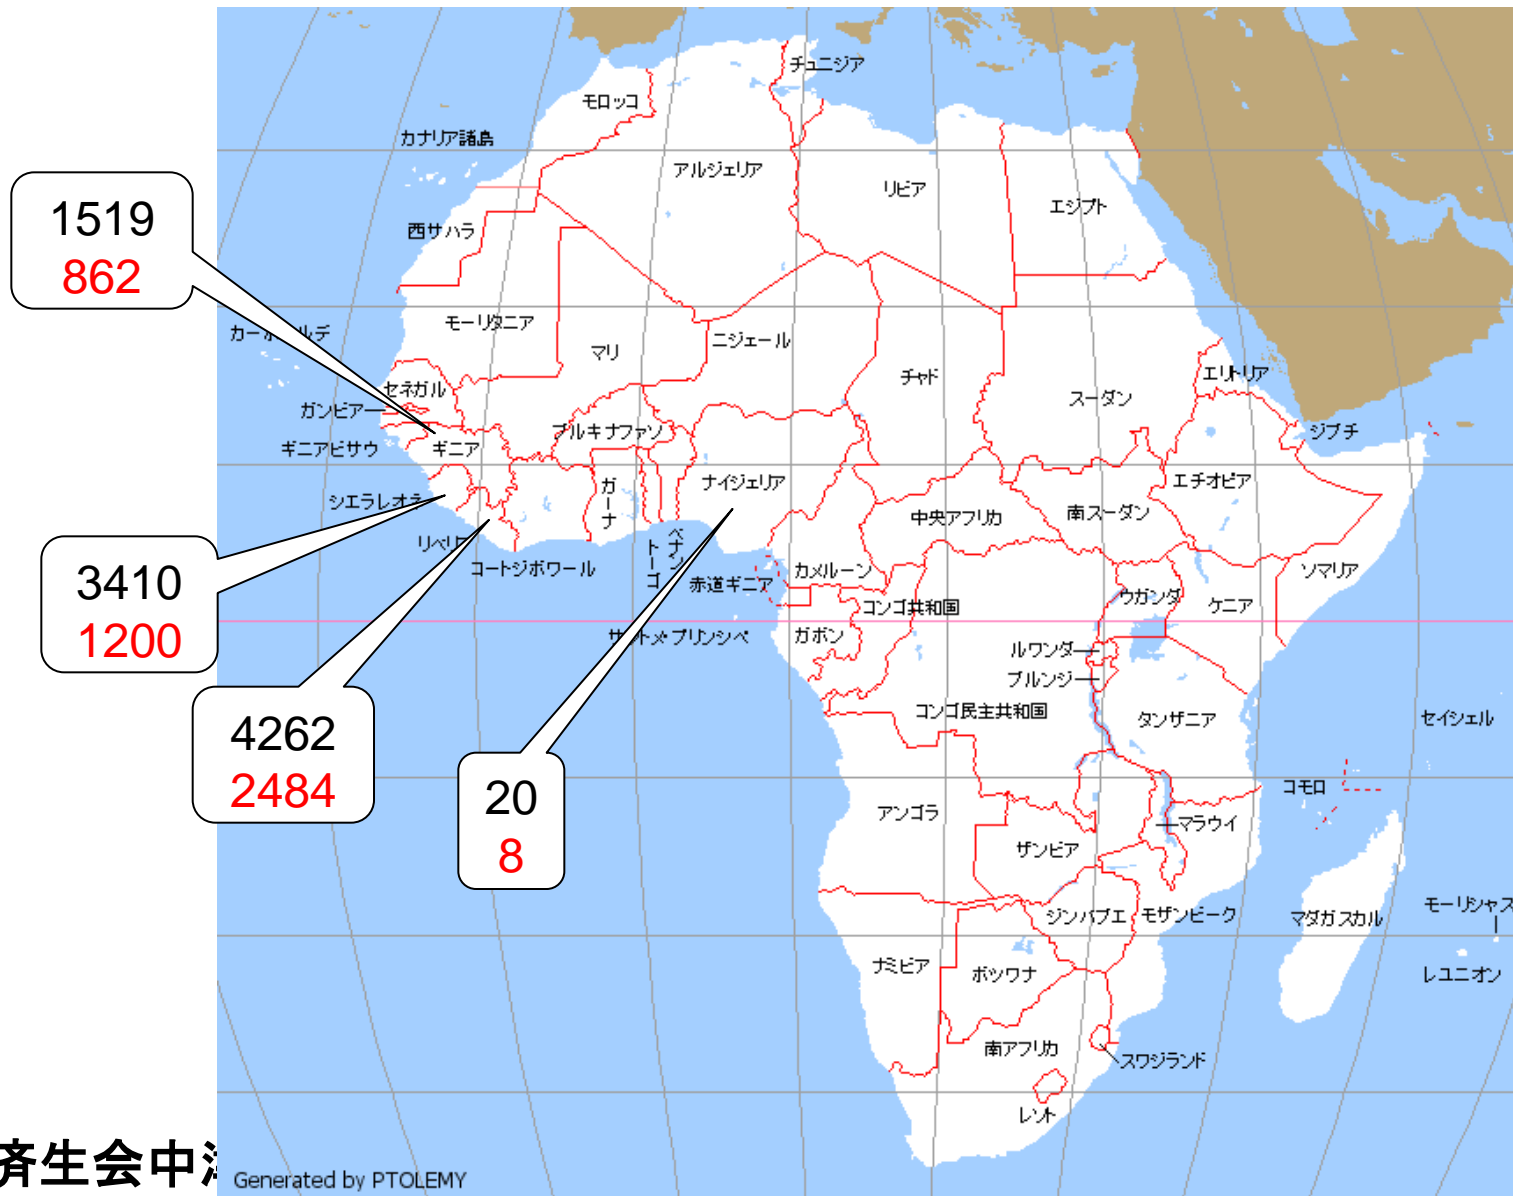 チュニジア
モロッコ
カナリア諸島
アルジェリア
リビア
エジプト
1519
862
西サハラ
モーリタニア
マリ
ニジェール
チャド
スーダン
エリトリア
セネガル
ガンビア
ギニアビサウ
ギニア
ブルキナファソ
ジブチ
ナイジェリア
ガーナ
エチオピア
中央アフリカ
南スーダン
シエラレオネ
ベナン
トーゴ
コートジボワール
赤道ギニア
カメルーン
ソマリア
3410
1200
コンゴ共和国
ウガンダ
ケニア
ガボン
ルワンダ
ブルンジ
コンゴ民主共和国
タンザニア
セイシェル
4262
2484
20
8
アンゴラ
コモロ
マラウイ
ザンビア
ジンバブエ
モザンビーク
マダガスカル
モーリシャス
ナミビア
ボツワナ
レユニオン
南アフリカ
スワジランド
レソト
済生会中
Generated by PTOLEMY